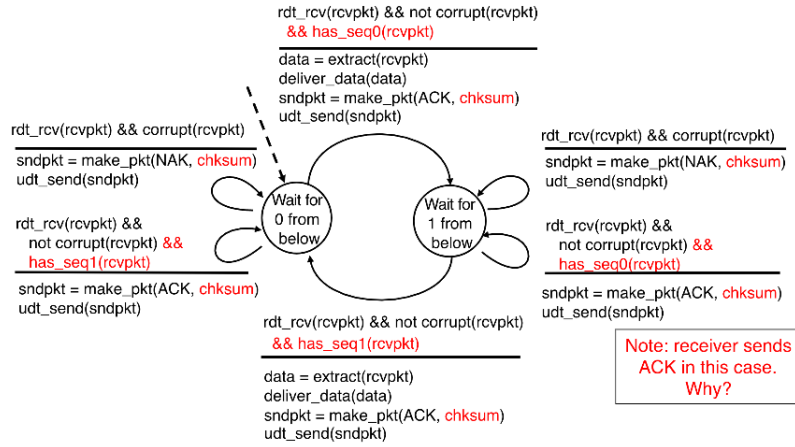 rdt_rcv(rcvpkt) && not corrupt(rcvpkt)
&& has_seq0(rcvpkt)
data = extract(rcvpkt)
deliver_data(data)
sndpkt = make_pkt(ACK, chksum)
udt_send(sndpkt)
rdt_rcv(rcvpkt) && corrupt(rcvpkt)
sndpkt = make_pkt(NAK, chksum)
udt_send(sndpkt)
rdt_rcv(rcvpkt) &&
not corrupt(rcvpkt) &&
has_seq1(rcvpkt)
sndpkt = make_pkt(ACK, chksum)
udt_send(sndpkt)
Wait for
0 from
below
Wait for
1 from
below
rdt_rcv(rcvpkt) && corrupt(rcvpkt)
sndpkt = make_pkt(NAK, chksum)
udt_send(sndpkt)
rdt_rcv(rcvpkt) &&
not corrupt(rcvpkt) &&
has_seq0(rcvpkt)
sndpkt = make_pkt(ACK, chksum)
udt_send(sndpkt)
rdt_rcv(rcvpkt) && not corrupt(rcvpkt)
&& has_seq1(rcvpkt)
data = extract(rcvpkt)
deliver_data(data)
sndpkt = make_pkt(ACK, chksum)
udt_send(sndpkt)
Note: receiver sends
ACK in this case.
Why?